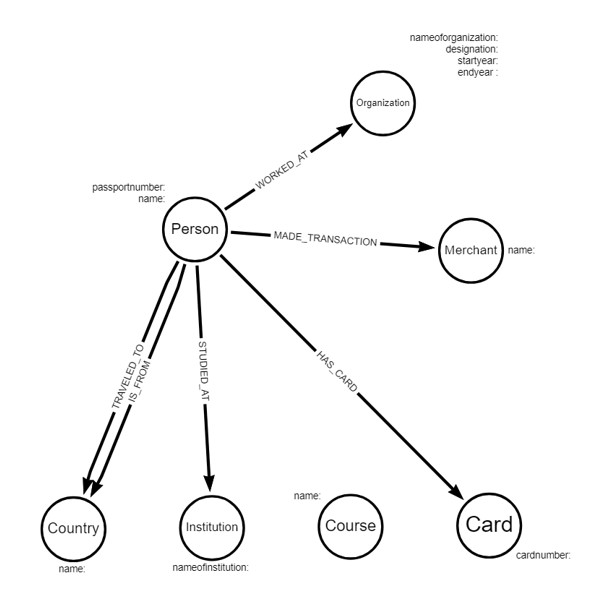 nameoforganization:
designation:
startyear:
endyear :
Organization
WORKED_AT
passportnumber:
name:
Person
MADE_TRANSACTION
Merchant
name:
TRAVELED_TO
IS_FROM
STUDIED_AT
HAS_CARD
Country
name:
Institution
nameofinstitution:
name:
Course
Card
cardnumber: